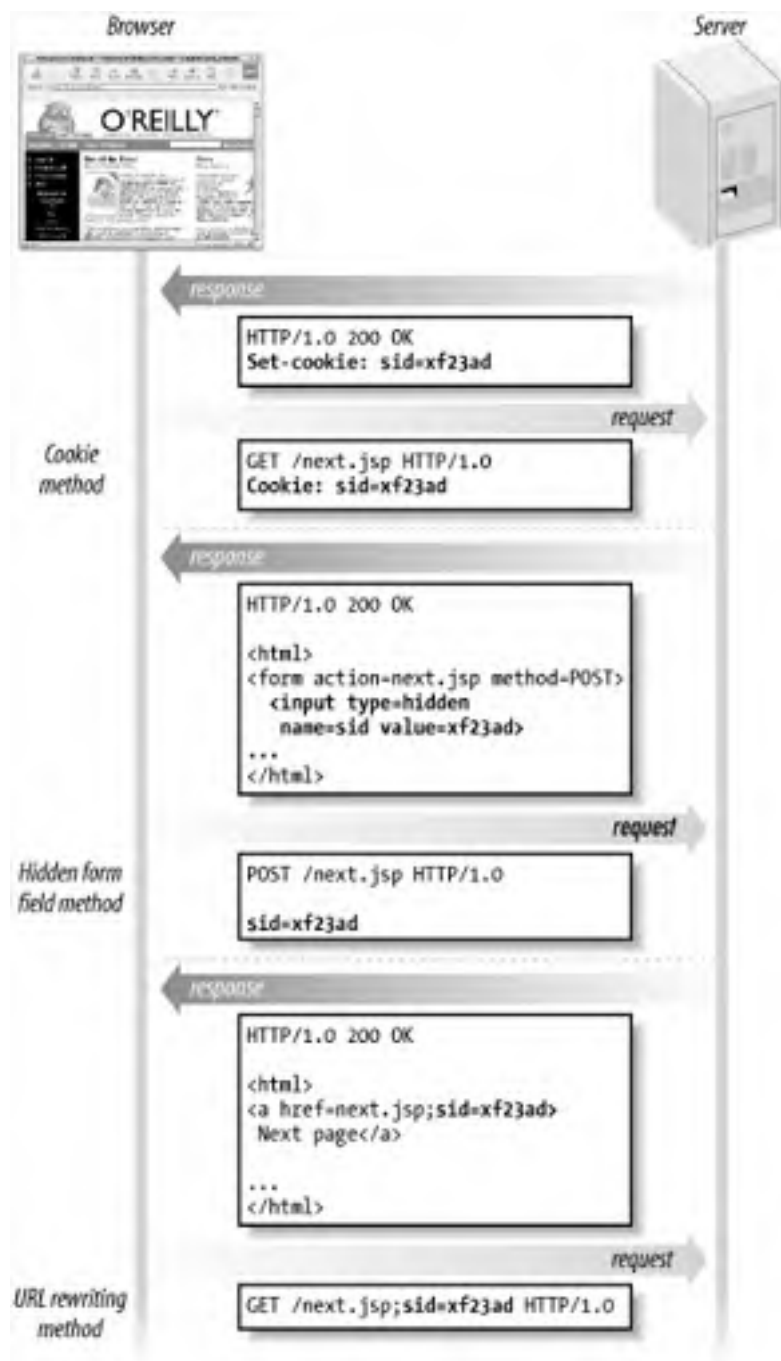 Browser
Server
O'REILLY
response
HTTP/1.0 200 OK
Set-cookie: sid=xf23ad
request
Cookie
method
GET /next.jsp HTTP/1.0
Cookie: sid=xf23ad
response
HTTP/1.0 200 OK
<html>
<form action=next.jsp method=POST>
<input type=hidden
name=sid value=xf23ad>
...
</html>
request
Hidden form
field method
POST /next.jsp HTTP/1.0
sid=xf23ad
response
HTTP/1.0 200 OK
<html>
<a href=next.jsp;sid=xf23ad>
Next page</a>
...
</html>
request
URL rewriting
method
GET /next.jsp;sid=xf23ad HTTP/1.0